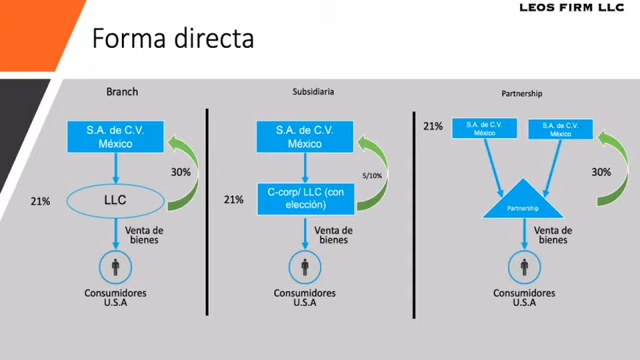 LEOS FIRM LLC
Forma directa
Branch
S.A. de C.V.
México
30%
21%
LLC
Venta de
bienes
Consumidores
U.S.A
Subsidiaria
S.A. de C.V.
México
5/10%
21%
C-corp/ LLC (con
elección)
Venta de
bienes
Consumidores
U.S.A
Partnership
21%
S.A. de C.V.
México
S.A. de C.V.
México
30%
Partnership
Venta de
bienes
Consumidores
U.S.A